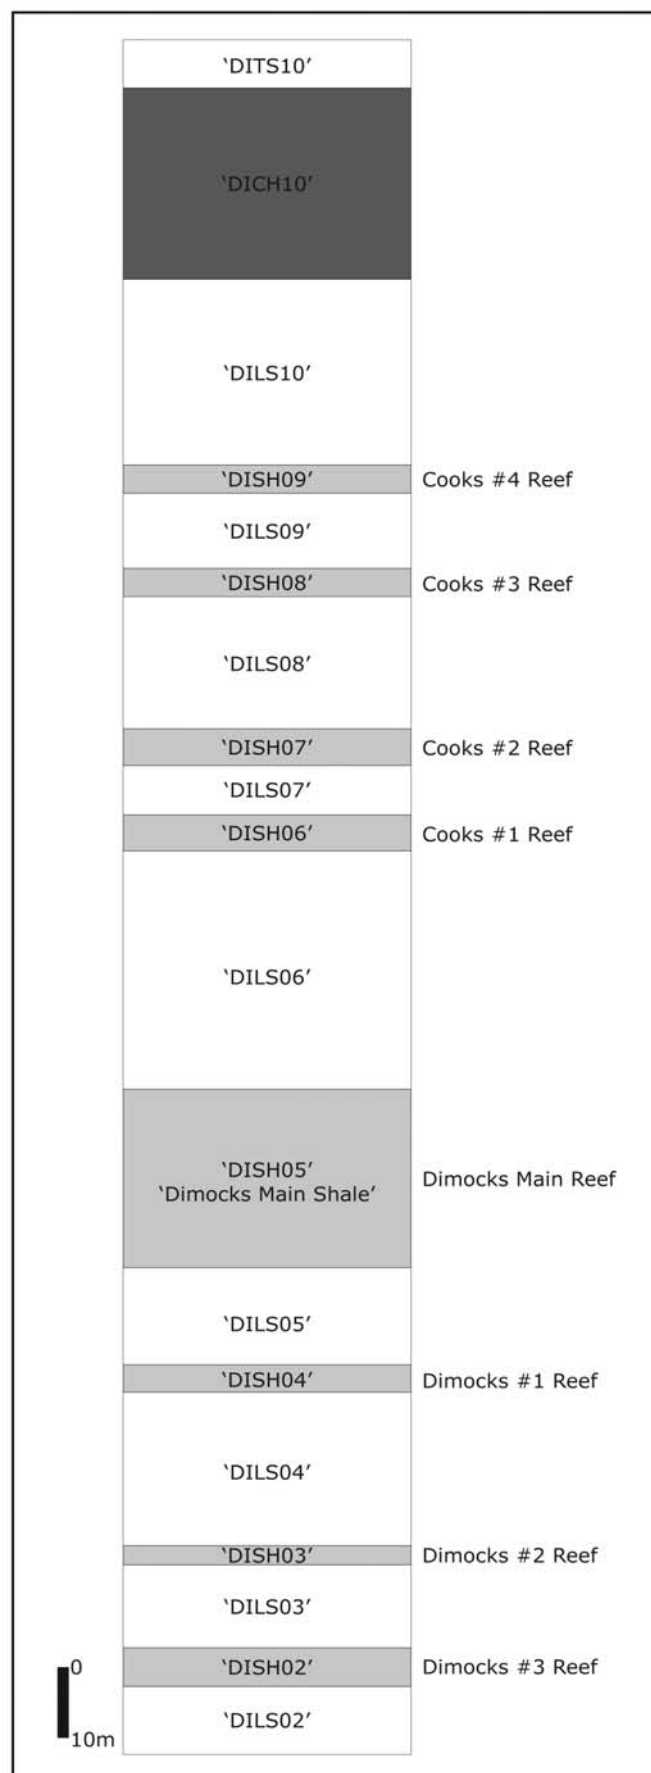 ‘DITS10’
‘DICH10’
‘DILS10’
‘DISH09’ Cooks #4 Reef
‘DILS09’
‘DISH08’ Cooks #3 Reef
‘DILS08’
‘DISH07’ Cooks #2 Reef
‘DILS07’
‘DISH06’ Cooks #1 Reef
‘DILS06’
‘DISH05’
‘Dimocks Main Shale’ Dimocks Main Reef
‘DILS05’
‘DISH04’ Dimocks #1 Reef
‘DILS04’
‘DISH03’ Dimocks #2 Reef
‘DILS03’
0 ‘DISH02’ Dimocks #3 Reef
‘DILS02’
10m